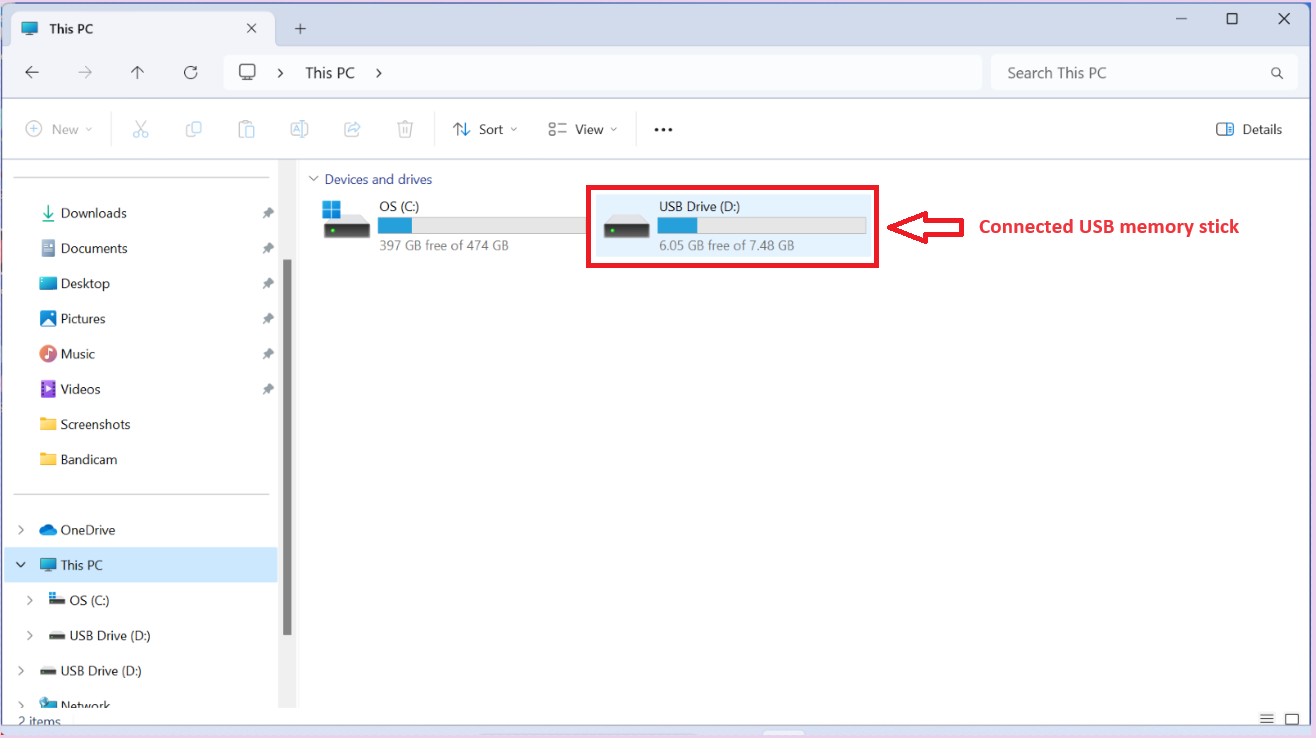 This PC
This PC
Search This PC
New
Sort
View
Details
Downloads
Documents
Desktop
Pictures
Music
Videos
Screenshots
Bandicam
OneDrive
This PC
OS (C:)
USB Drive (D:)
USB Drive (D:)
Network
2 items
Devices and drives
OS (C:)
397 GB free of 474 GB
USB Drive (D:)
6.05 GB free of 7.48 GB
Connected USB memory stick